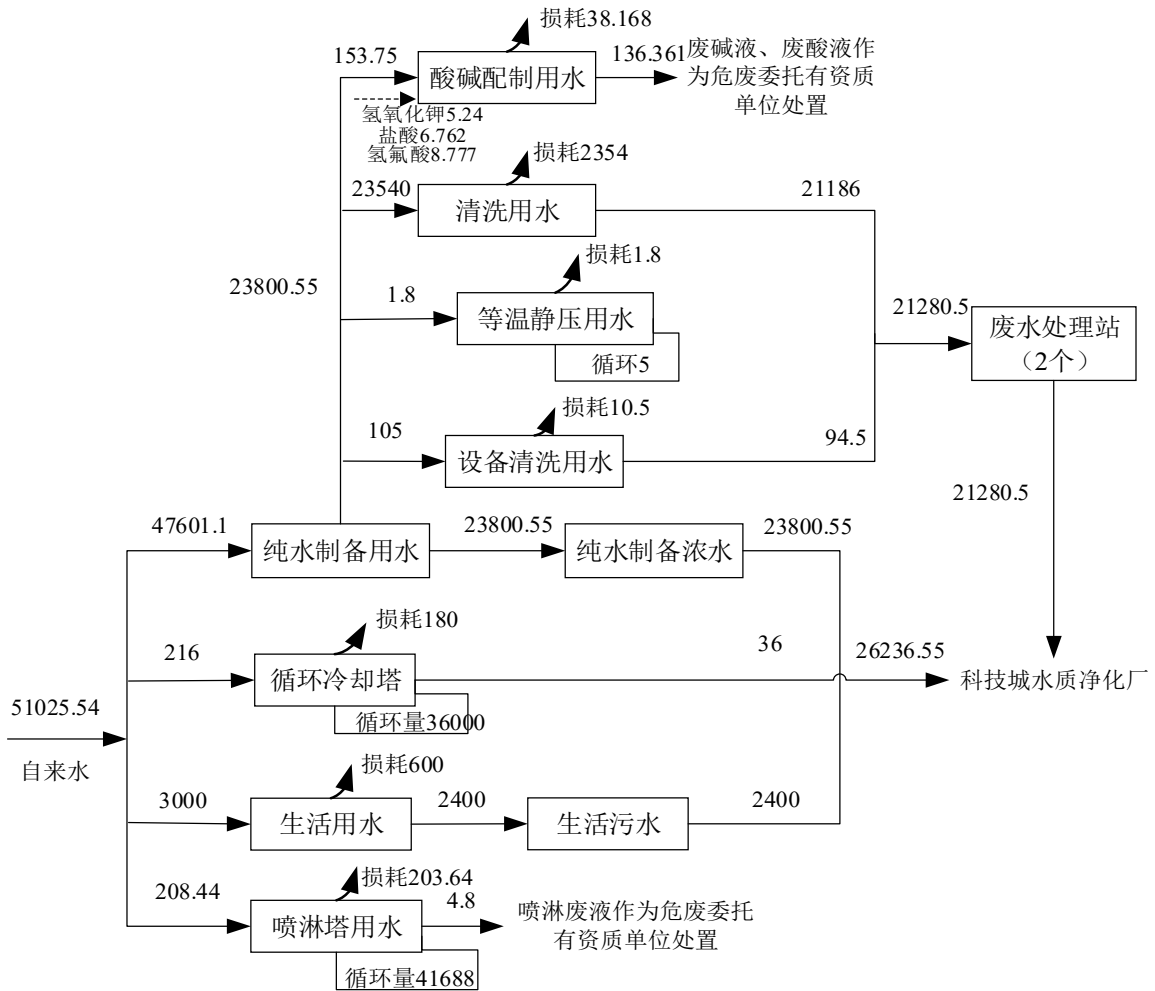 损耗38.168
153.75
酸碱配制用水
136.361
废碱液、废酸液作
为危废委托有资质
单位处置
氢氧化钾5.24
盐酸6.762
氢氟酸8.777
损耗2354
23540
清洗用水
21186
损耗1.8
23800.55
1.8
等温静压用水
循环5
21280.5
废水处理站
（2个）
损耗10.5
105
设备清洗用水
94.5
21280.5
47601.1
纯水制备用水
23800.55
纯水制备浓水
23800.55
损耗180
216
循环冷却塔
循环量36000
36
26236.55
科技城水质净化厂
51025.54
自来水
损耗600
3000
生活用水
2400
生活污水
2400
损耗203.64
208.44
喷淋塔用水
4.8
喷淋废液作为危废委托
有资质单位处置
循环量41688